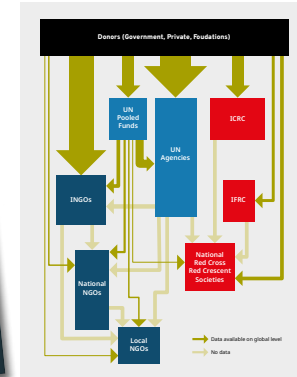 Donors (Government, Private, Foudations)
UN
Pooled
Funds
UN
Agencies
ICRC
INGOs
IFRC
National
Red Cross
Red Crescent
Societies
National
NGOs
Local
NGOs
Data available on global level
No data